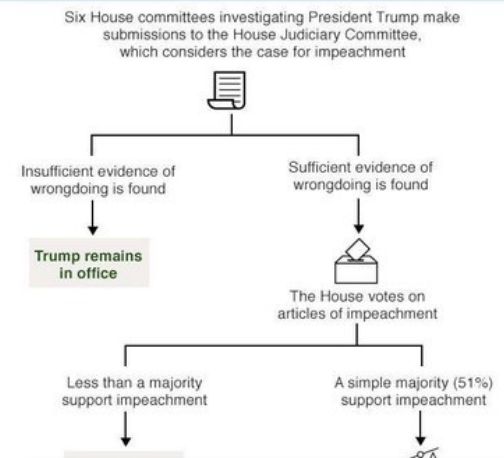 Six House committees investigating President Trump make
submissions to the House Judiciary Committee,
which considers the case for impeachment
Insufficient evidence of
wrongdoing is found
Sufficient evidence of
wrongdoing is found
Trump remains
in office
The House votes on
articles of impeachment
Less than a majority
support impeachment
A simple majority (51%)
support impeachment